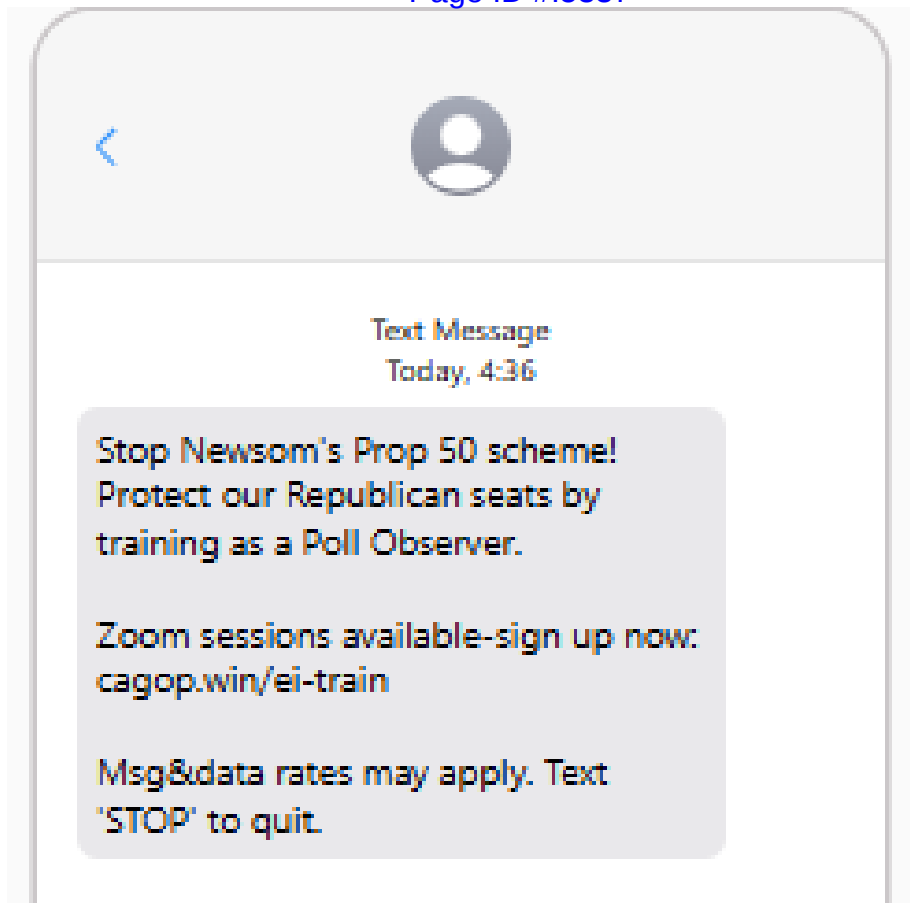 Text Message
Today, 4:36
Stop Newsom's Prop 50 scheme!
Protect our Republican seats by
training as a Poll Observer.
Zoom sessions available-sign up now:
cagop.win/ei-train
Msg&data rates may apply. Text
'STOP' to quit.